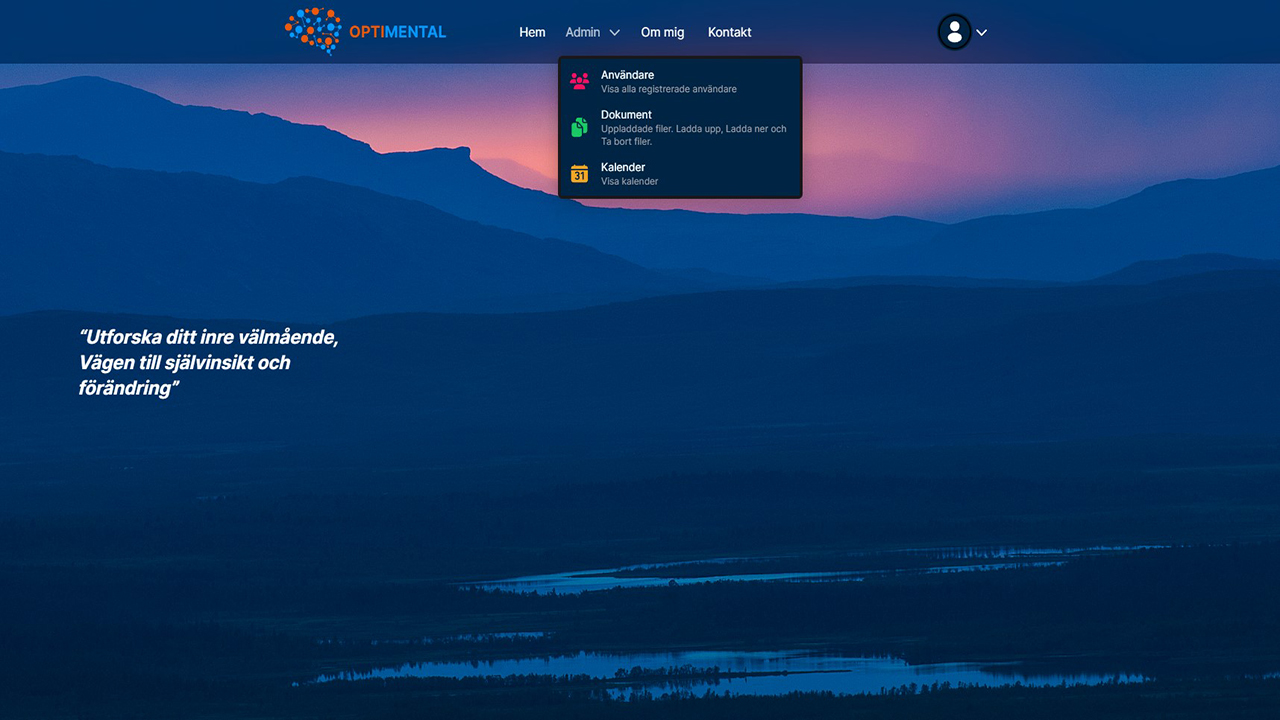 OPTIMENTAL
Hem
Admin
Om mig
Kontakt
Användare
Visa alla registrerade användare
Dokument
Uppladdade filer. Ladda upp, Ladda ner och
Ta bort filer.
31
Kalender
Visa kalender
“Utforska ditt inre välmående,
Vägen till självinsikt och
förändring”